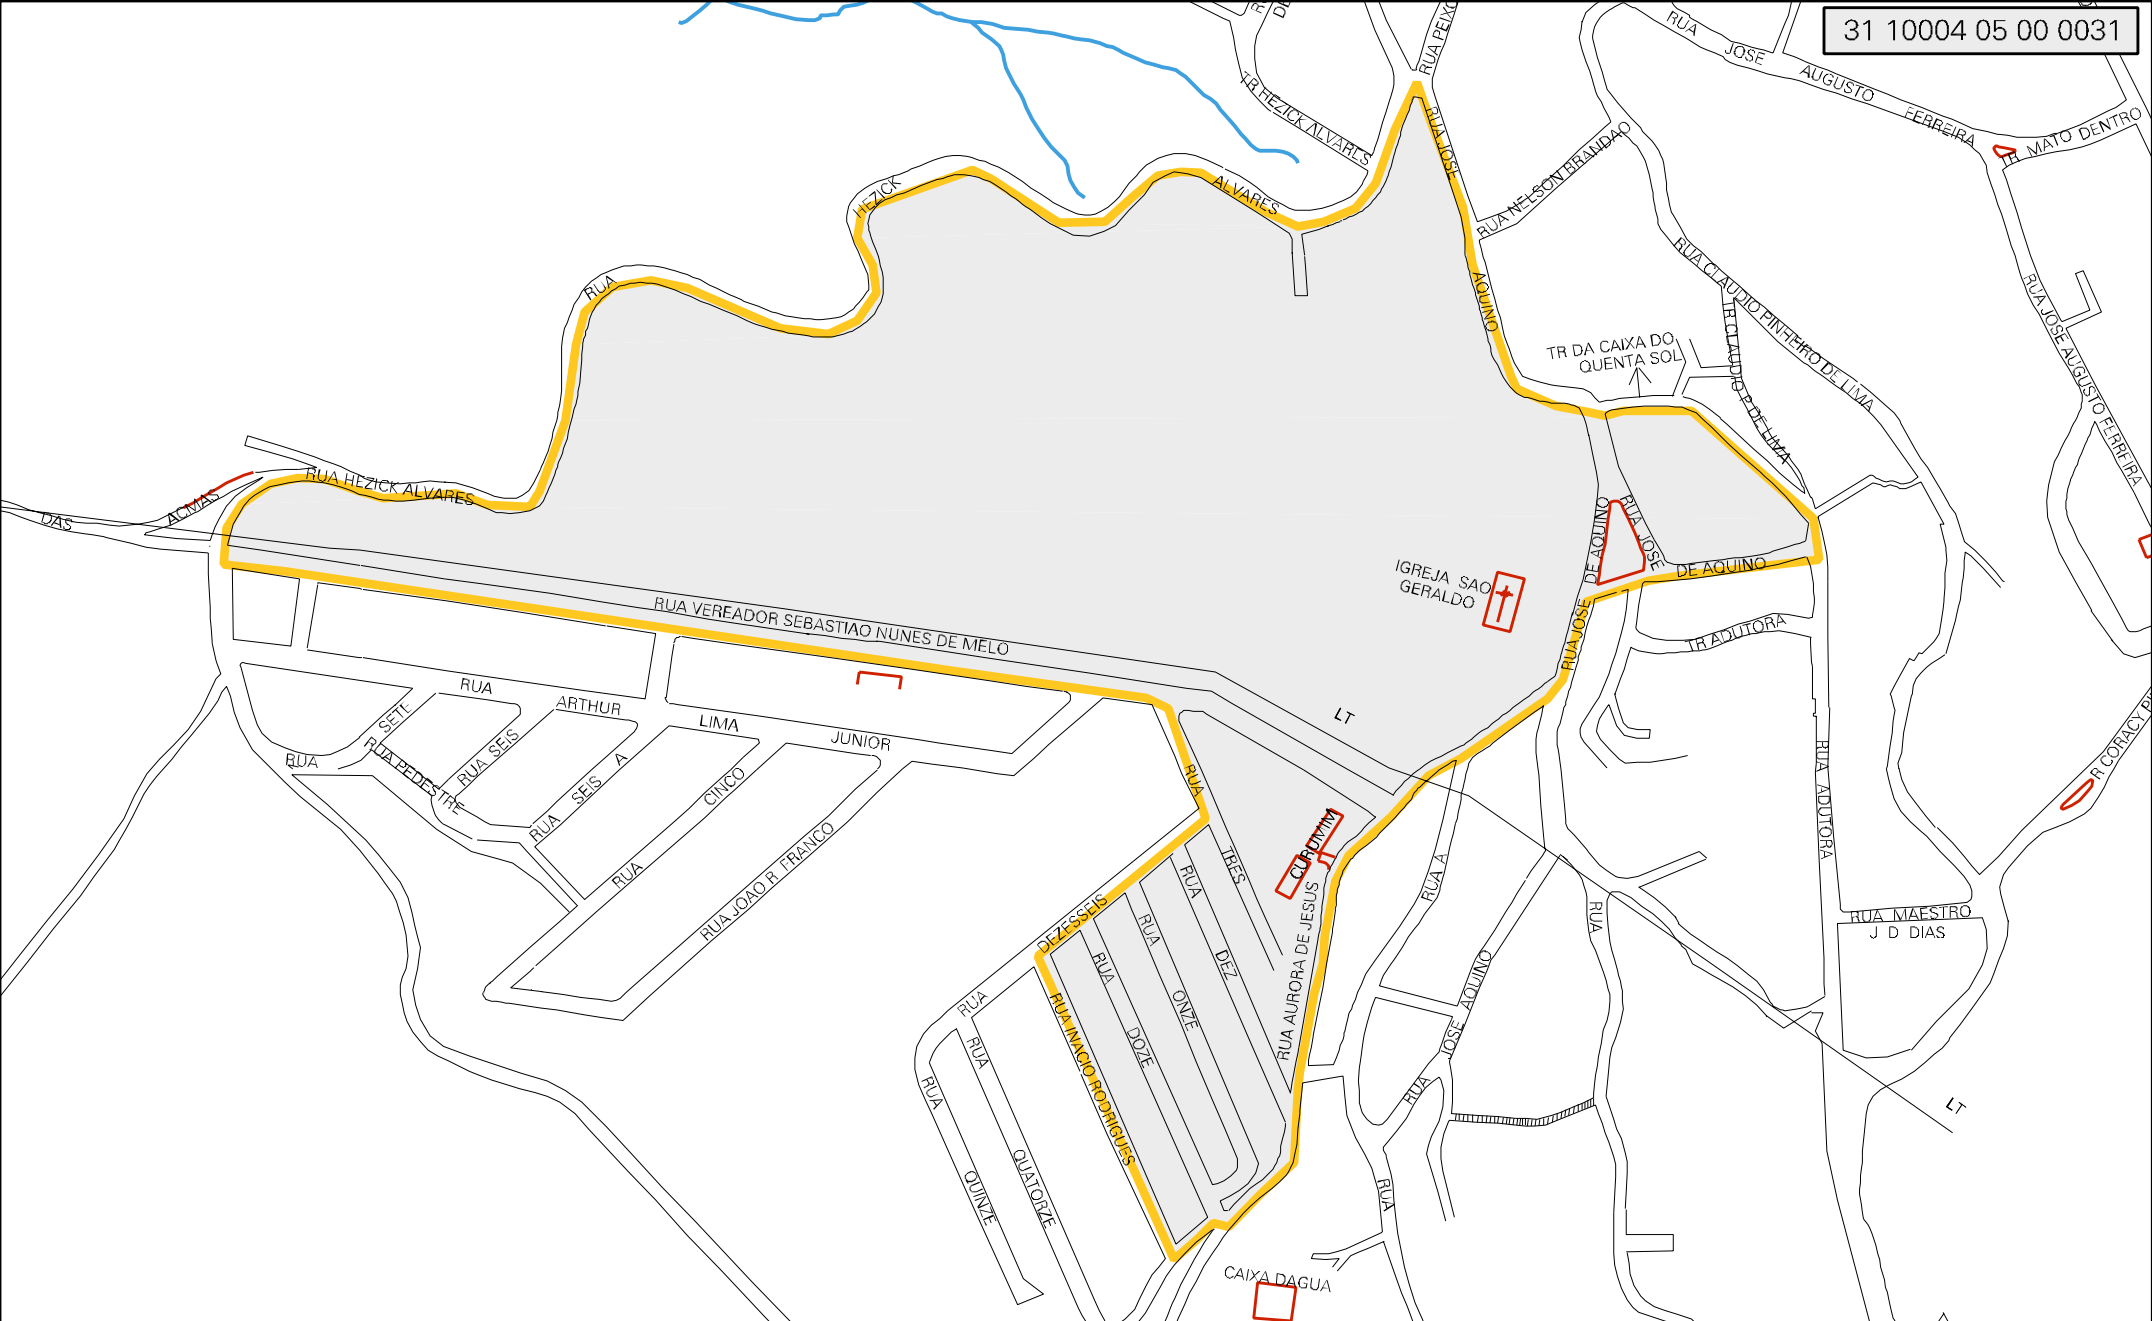 31 10004 05 00 0031
RUA PEIXO
RUA JOSE AUGUSTO FERREIRA
TR MATO DENTRO
TR HEZICK ALVARES
RUA JOSE AQUINO
RUA NELSON BRANDAO
RUA HEZICK ALVARES
RUA CLAUDIO PINHEIRO DE LIMA
TR CLAUDIO P DE LIMA
RUA JOSE AUGUSTO FERREIRA
TR DA CAIXA DO
QUENTA SOL
RUA HEZICK ALVARES
DAS ACMAS
DE AQUINO
RUA JOSE
DE AQUINO
IGREJA SAO
GERALDO
RUA JOSE
TR ADUTORA
RUA VEREADOR SEBASTIAO NUNES DE MELO
LT
RUA ARTHUR LIMA JUNIOR
RUA SETE
RUA PEDESTRE
RUA SEIS
RUA SEIS A
RUA CINCO
RUA JOAO R FRANCO
RUA TRES
CURUMIM
RUA ADUTORA
R CORACY
RUA A
RUA
RUA MAESTRO
J D DIAS
RUA DEZESSEIS
RUA DEZ
RUA ONZE
RUA DOZE
RUA AURORA DE JESUS
RUA JOSE AQUINO
RUA INACIO RODRIGUES
RUA QUATORZE
RUA QUINZE
RUA
LT
CAIXA DAGUA